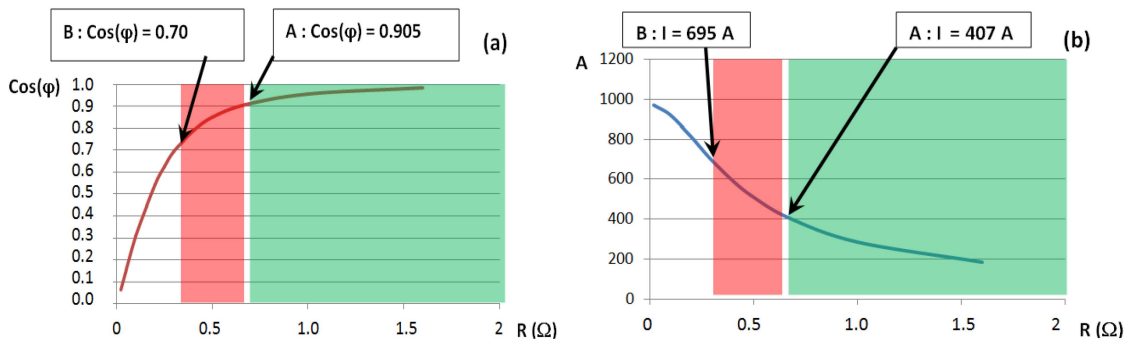 B : Cos(φ) = 0.70
A : Cos(φ) = 0.905
(a)
Cos(φ)
1.0
0.9
0.8
0.7
0.6
0.5
0.4
0.3
0.2
0.1
0.0
0
0.5
1.0
1.5
2
R (Ω)
B : I = 695 A
A : I = 407 A
(b)
A
1200
1000
800
600
400
200
0
0
0.5
1.0
1.5
2
R (Ω)